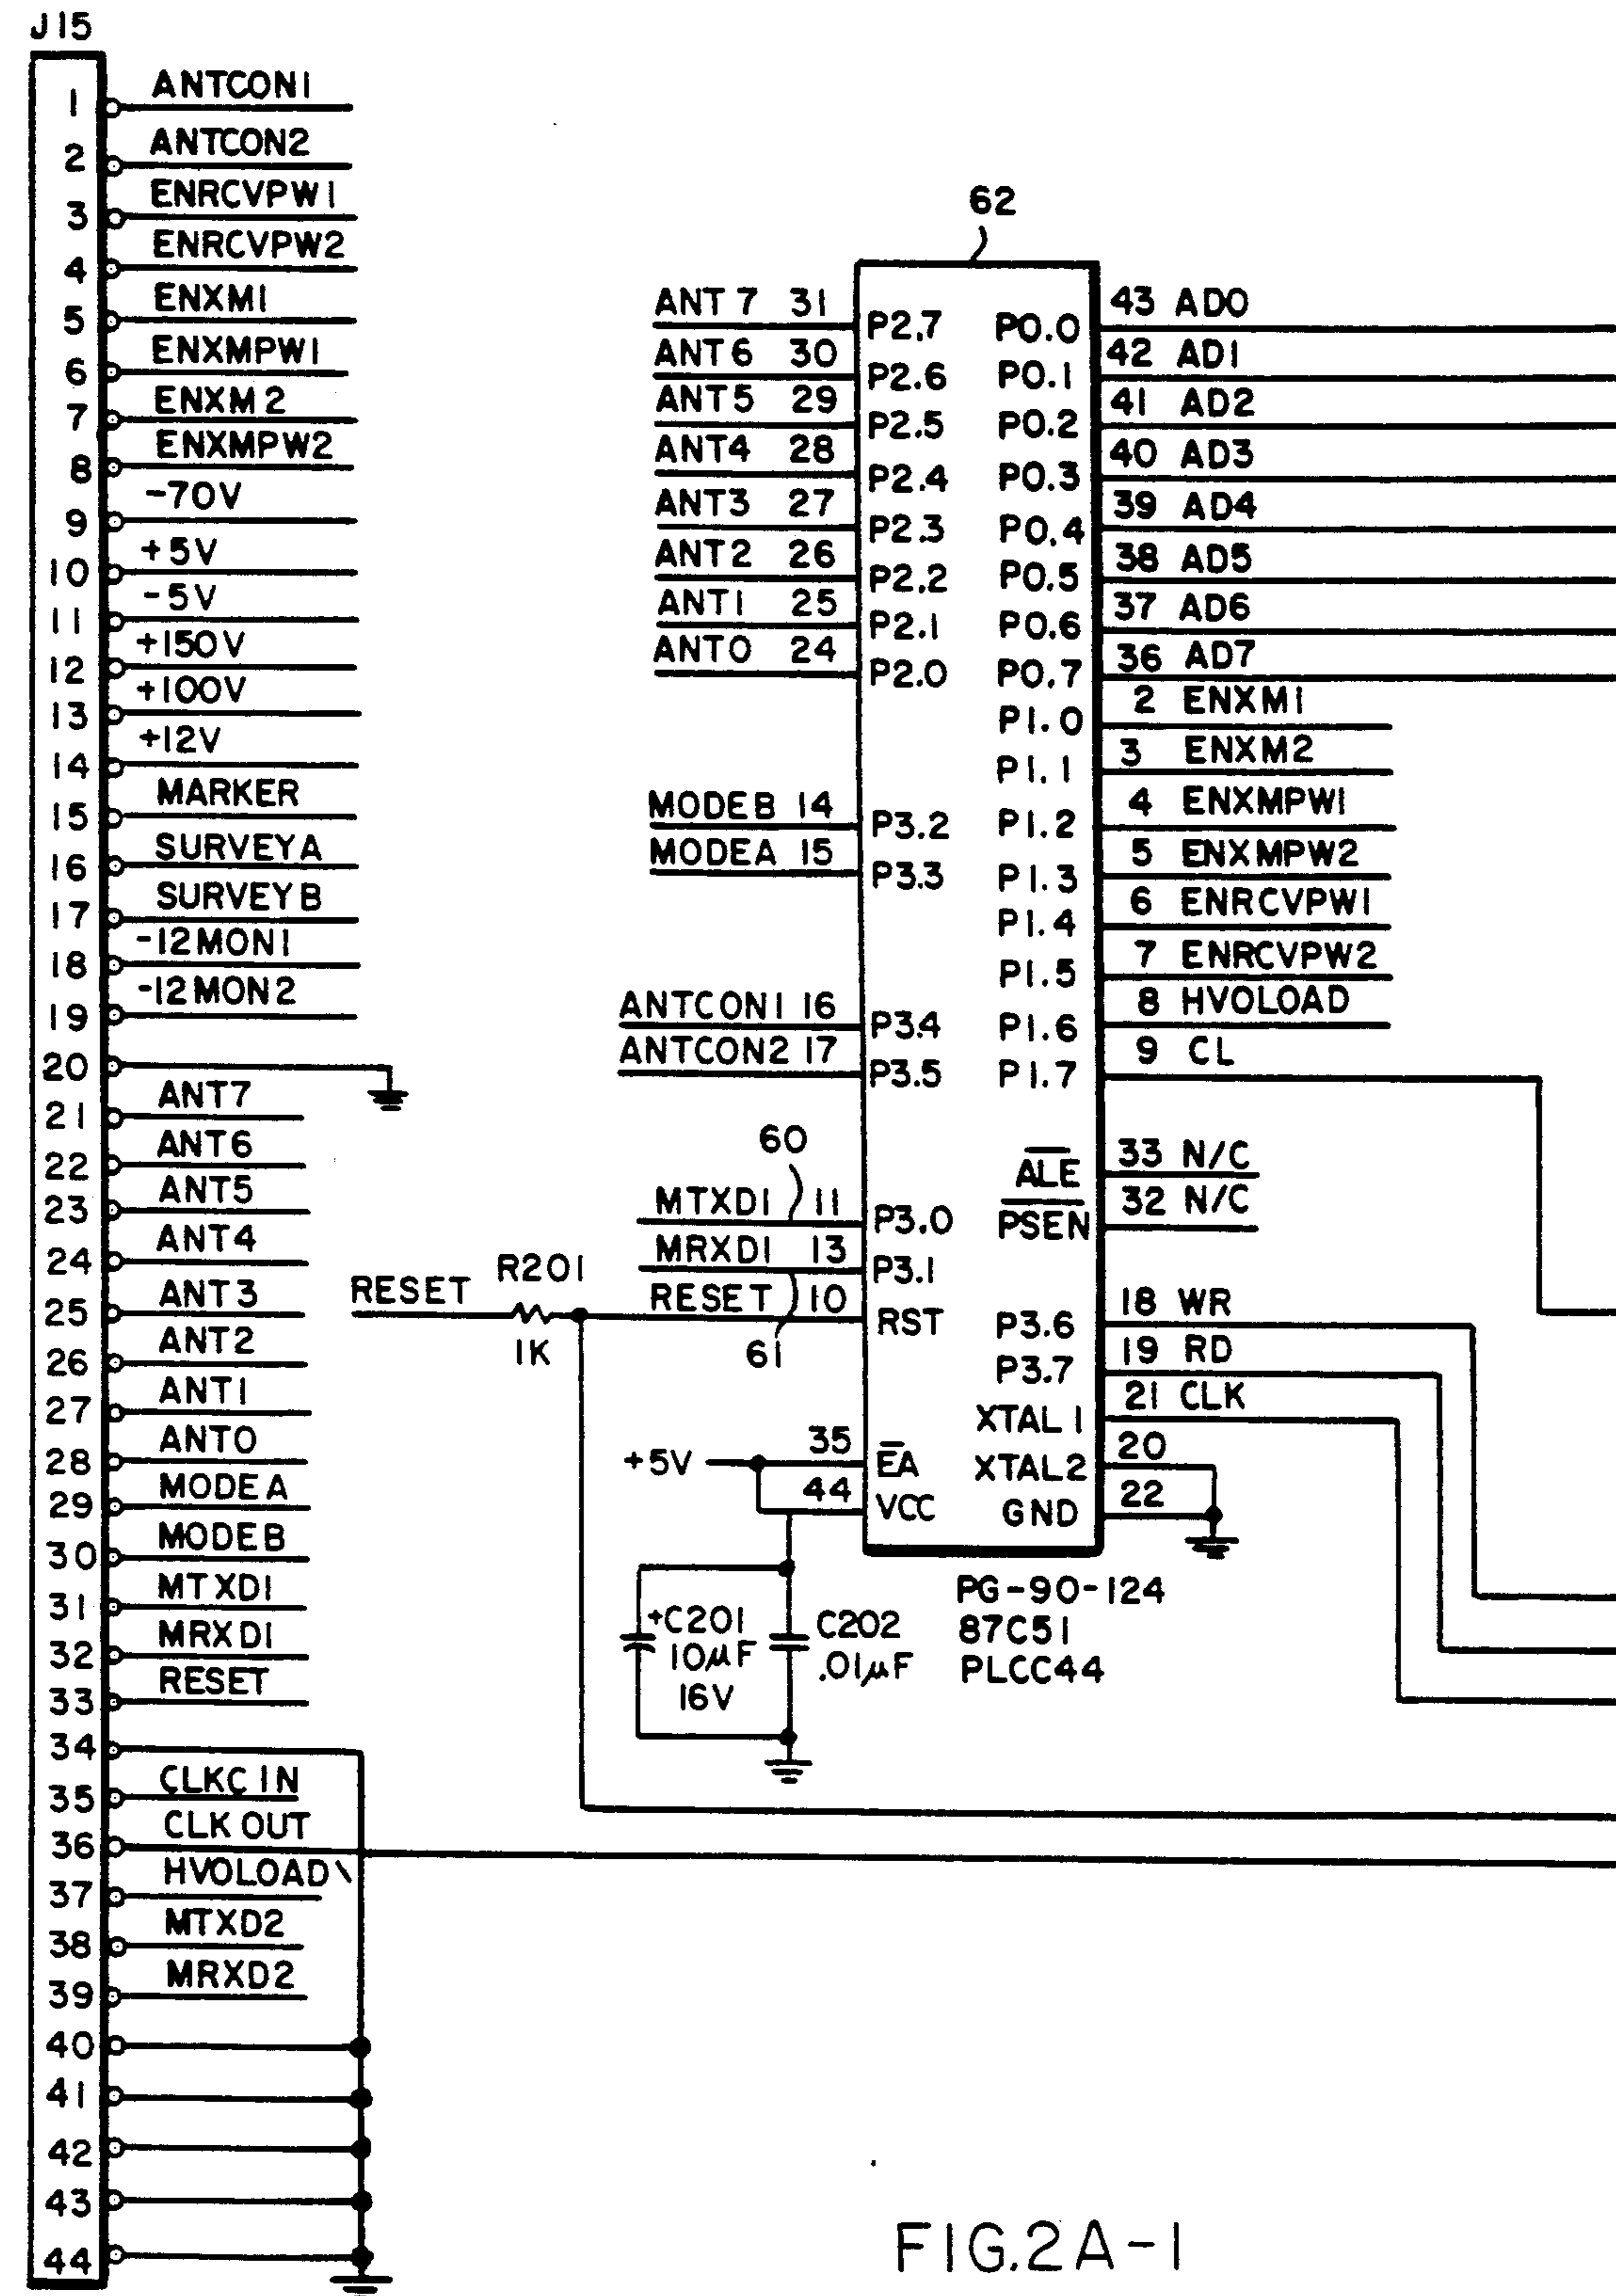 J15
1 ANTCON1
2 ANTCON2
3 ENRCVPW1
4 ENRCVPW2
5 ENXM1
6 ENXMPW1
7 ENXM2
8 ENXMPW2
9 -70V
10 +5V
11 -5V
12 +150V
13 +100V
14 +12V
15 MARKER
16 SURVEYA
17 SURVEYB
18 -12MON1
19 -12MON2
20
21 ANT7
22 ANT6
23 ANT5
24 ANT4
25 ANT3
26 ANT2
27 ANT1
28 ANTO
29 MODEA
30 MODEB
31 MTXD1
32 MRXD1
33 RESET
34
35 CLKCIN
36 CLK OUT
37 HVOLOAD\
38 MTXD2
39 MRXD2
40
41
42
43
44
62
ANT 7 31 P2.7
ANT6 30 P2.6
ANT5 29 P2.5
ANT4 28 P2.4
ANT3 27 P2.3
ANT2 26 P2.2
ANT1 25 P2.1
ANTO 24 P2.0
MODEB 14 P3.2
MODEA 15 P3.3
ANTCON1 16 P3.4
ANTCON2 17 P3.5
60
MTXD1 11 P3.0
MRXD1 13 P3.1
RESET R201 1K RESET 10 RST
61
+5V 35 EA
44 VCC
P0.0 43 AD0
P0.1 42 AD1
P0.2 41 AD2
P0.3 40 AD3
P0.4 39 AD4
P0.5 38 AD5
P0.6 37 AD6
P0.7 36 AD7
P1.0 2 ENXM1
P1.1 3 ENXM2
P1.2 4 ENXMPW1
P1.3 5 ENXMPW2
P1.4 6 ENRCVPW1
P1.5 7 ENRCVPW2
P1.6 8 HVOLOAD
P1.7 9 CL
ALE 33 N/C
PSEN 32 N/C
P3.6 18 WR
P3.7 19 RD
XTAL1 21 CLK
XTAL2 20
GND 22
+C201
10μF
16V
C202
.01μF
PG-90-124
87C51
PLCC44
FIG.2A-1